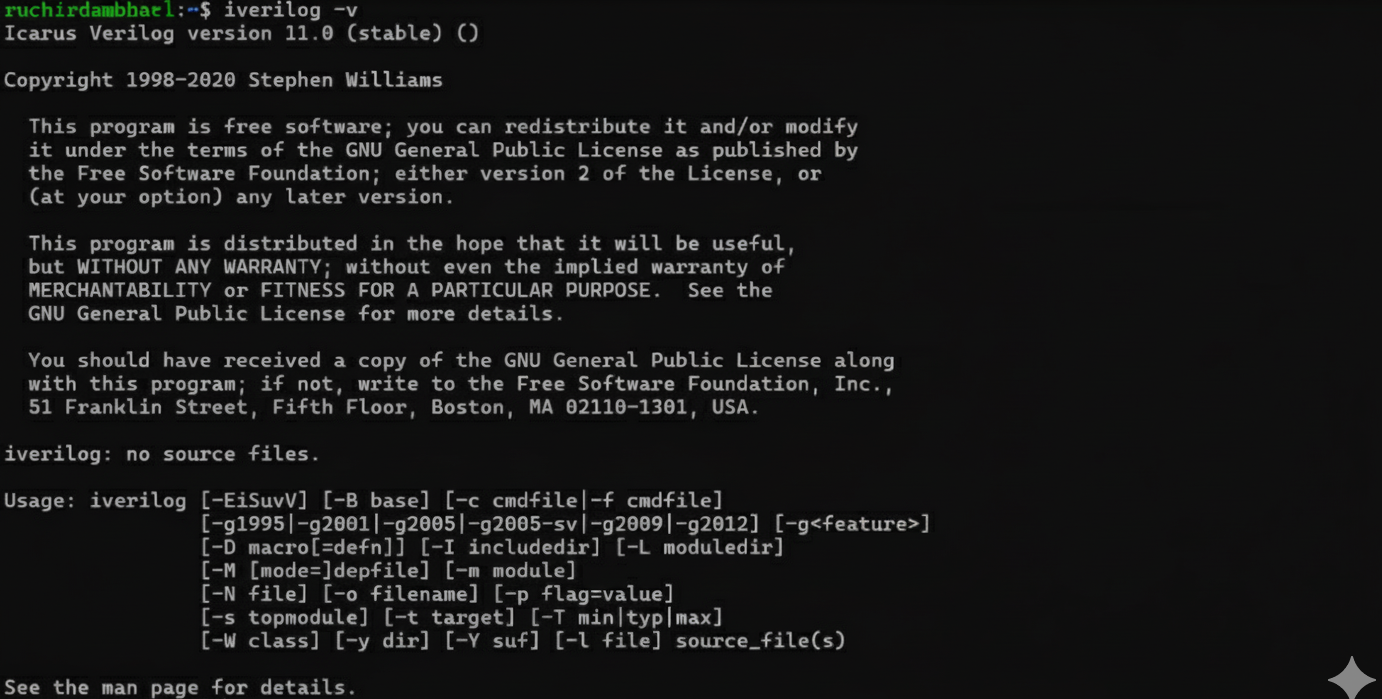 ruchirdambhael:~$ iverilog -v
Icarus Verilog version 11.0 (stable) ()
Copyright 1998-2020 Stephen Williams
This program is free software; you can redistribute it and/or modify
it under the terms of the GNU General Public License as published by
the Free Software Foundation; either version 2 of the License, or
(at your option) any later version.
This program is distributed in the hope that it will be useful,
but WITHOUT ANY WARRANTY; without even the implied warranty of
MERCHANTABILITY or FITNESS FOR A PARTICULAR PURPOSE.  See the
GNU General Public License for more details.
You should have received a copy of the GNU General Public License along
with this program; if not, write to the Free Software Foundation, Inc.,
51 Franklin Street, Fifth Floor, Boston, MA 02110-1301, USA.
iverilog: no source files.
Usage: iverilog [-EiSuvV] [-B base] [-c cmdfile|-f cmdfile]
[-g1995|-g2001|-g2005|-g2005-sv|-g2009|-g2012] [-g<feature>]
[-D macro[=defn]] [-I includedir] [-L moduledir]
[-M [mode=]depfile] [-m module]
[-N file] [-o filename] [-p flag=value]
[-s topmodule] [-t target] [-T min|typ|max]
[-W class] [-y dir] [-Y suf] [-l file] source_file(s)
See the man page for details.